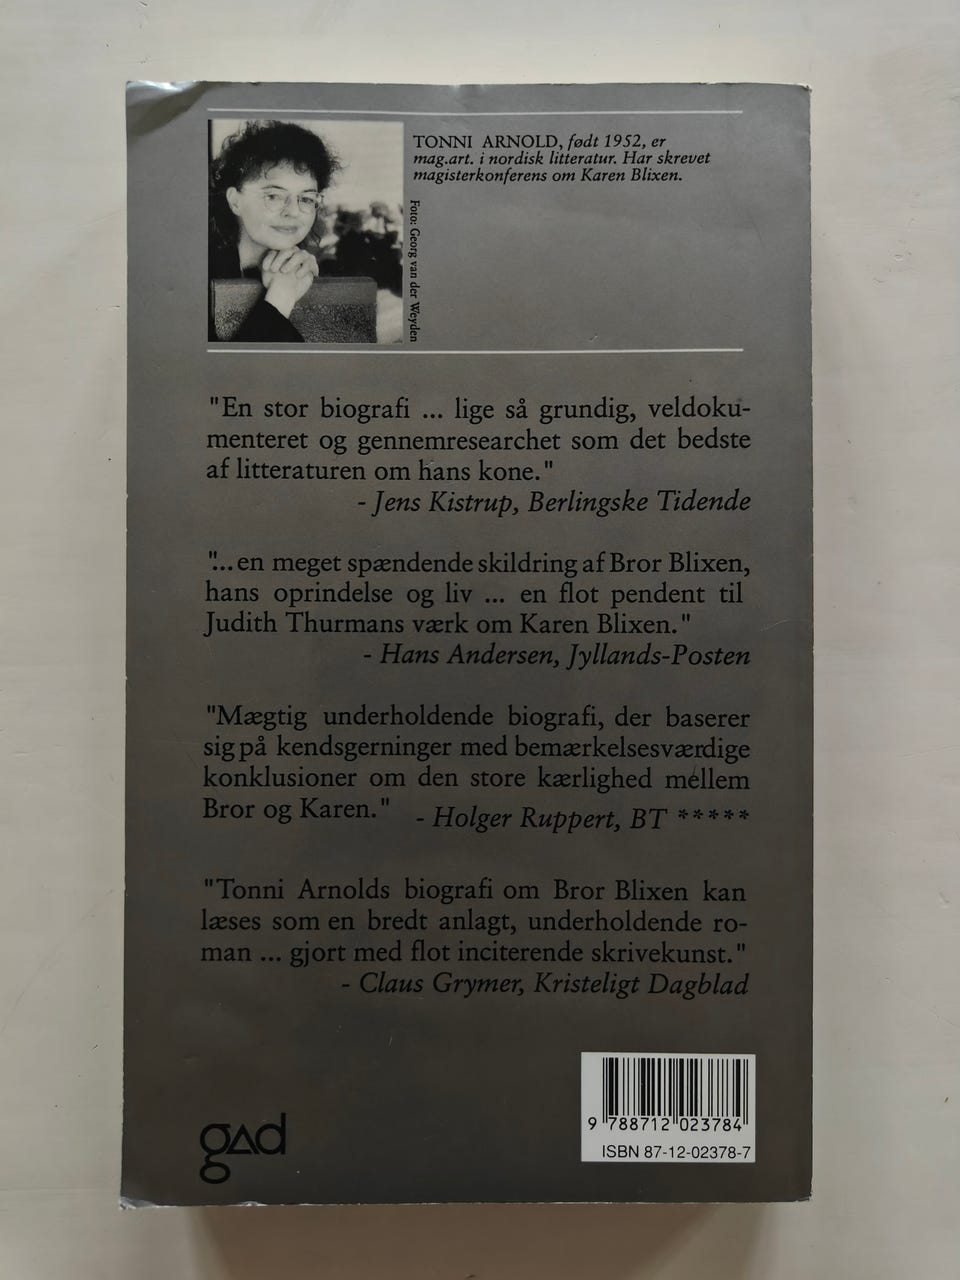 TONNI ARNOLD, født 1952, er
mag.art. i nordisk litteratur. Har skrevet
magisterkonferens om Karen Blixen.
Foto: Georg van der Weyden
"En stor biografi ... lige så grundig, veldoku-
menteret og gennemresearchet som det bedste
af litteraturen om hans kone."
- Jens Kistrup, Berlingske Tidende
"...en meget spændende skildring af Bror Blixen,
hans oprindelse og liv ... en flot pendent til
Judith Thurmans værk om Karen Blixen."
- Hans Andersen, Jyllands-Posten
"Mægtig underholdende biografi, der baserer
sig på kendsgerninger med bemærkelsesværdige
konklusioner om den store kærlighed mellem
Bror og Karen."
- Holger Ruppert, BT *****
"Tonni Arnolds biografi om Bror Blixen kan
læses som en bredt anlagt, underholdende ro-
man ... gjort med flot inciterende skrivekunst."
- Claus Grymer, Kristeligt Dagblad
gad
9 788712 023784
ISBN 87-12-02378-7